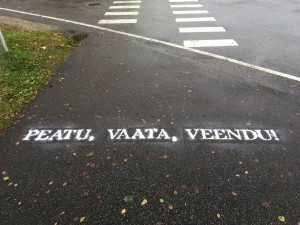 PEATU, VAATA, VEENDU!